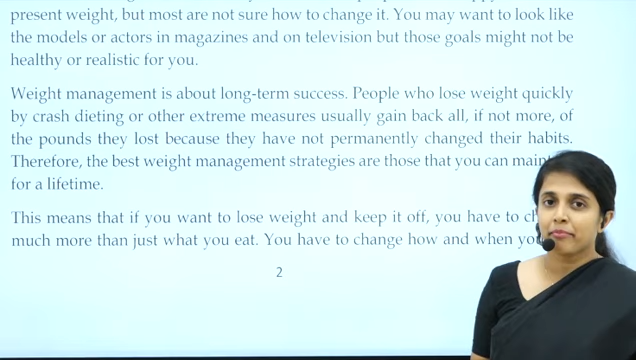 present weight, but most are not sure how to change it. You may want to look like
the models or actors in magazines and on television but those goals might not be
healthy or realistic for you.
Weight management is about long-term success. People who lose weight quickly
by crash dieting or other extreme measures usually gain back all, if not more, of
the pounds they lost because they have not permanently changed their habits.
Therefore, the best weight management strategies are those that you can
for a lifetime.
This means that if you want to lose weight and keep it off, you have to
much more than just what you eat. You have to change how and when
2